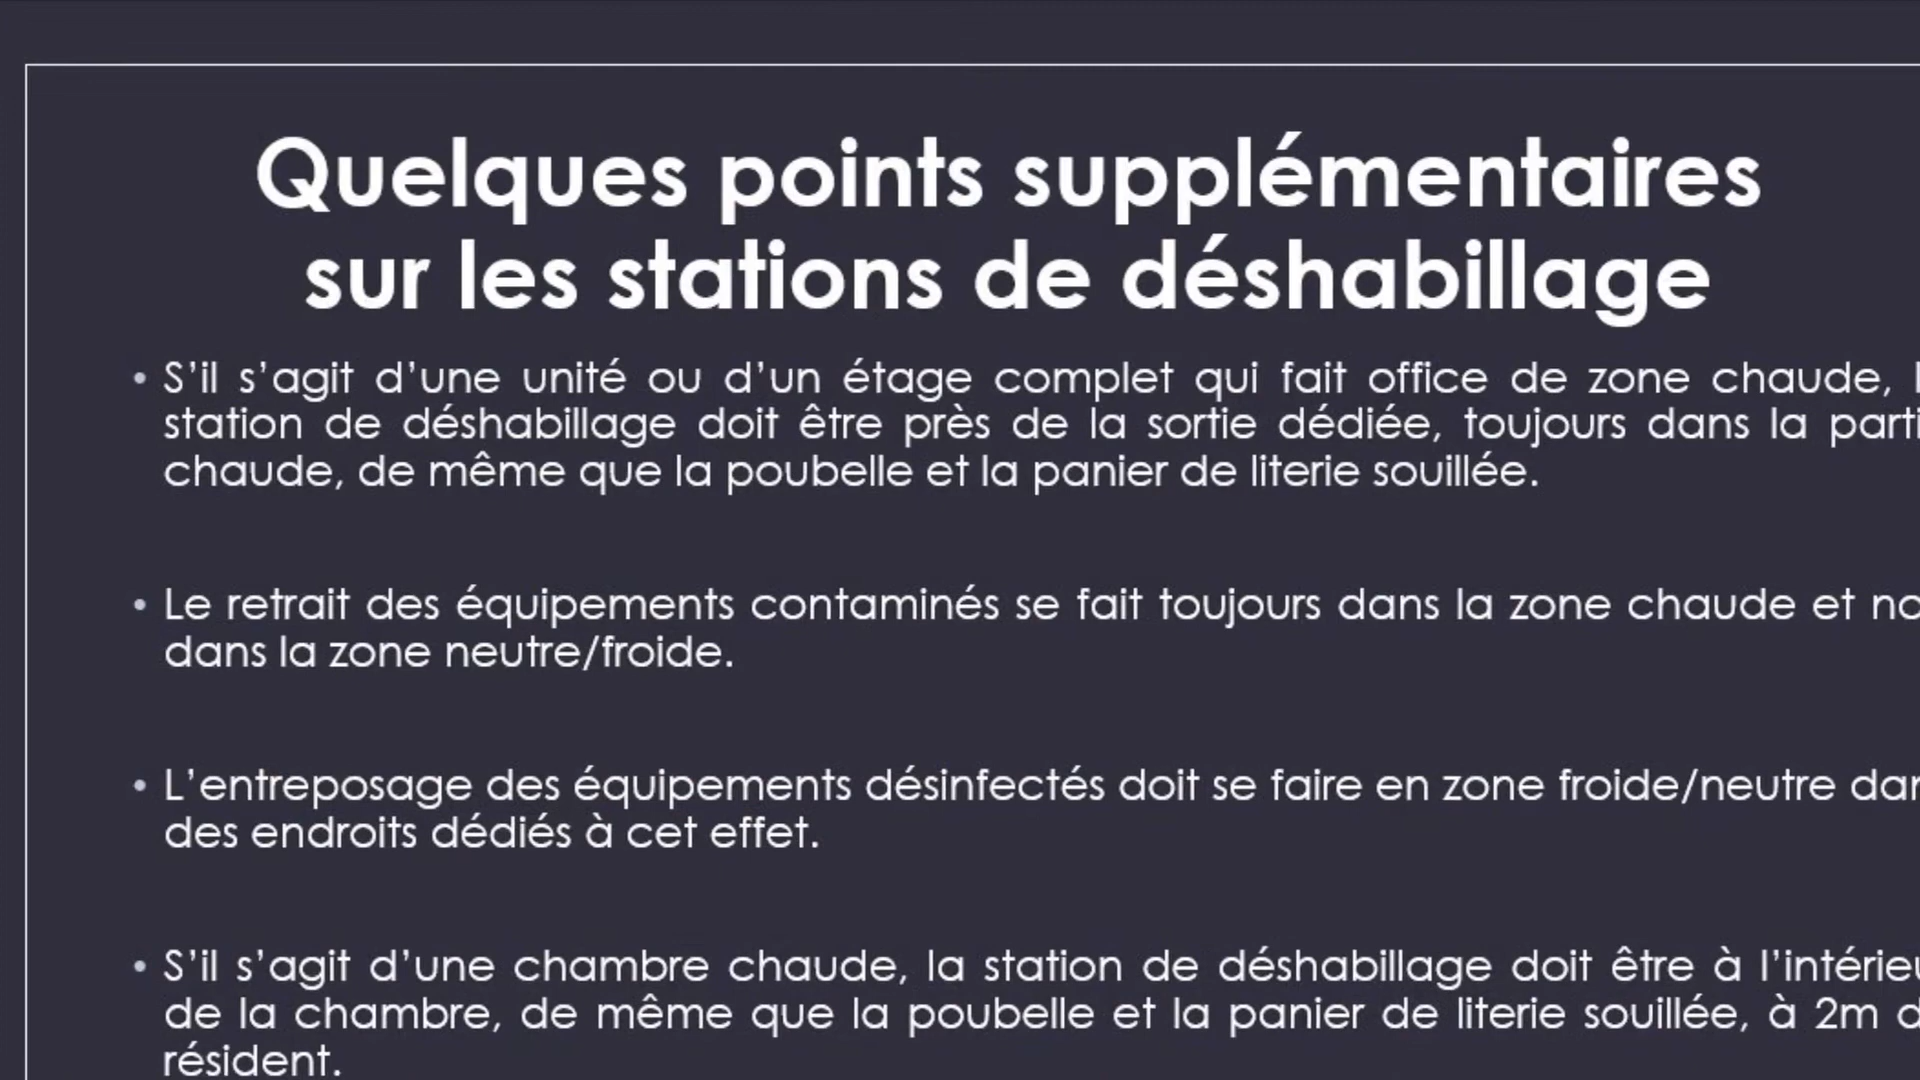 Quelques points supplémentaires
sur les stations de déshabillage
• S’il s’agit d’une unité ou d’un étage complet qui fait office de zone chaude,
station de déshabillage doit être près de la sortie dédiée, toujours dans la parti
chaude, de même que la poubelle et la panier de literie souillée.
• Le retrait des équipements contaminés se fait toujours dans la zone chaude et no
dans la zone neutre/froide.
• L’entreposage des équipements désinfectés doit se faire en zone froide/neutre dan
des endroits dédiés à cet effet.
• S’il s’agit d’une chambre chaude, la station de déshabillage doit être à l’intérieu
de la chambre, de même que la poubelle et la panier de literie souillée, à 2m d
résident.